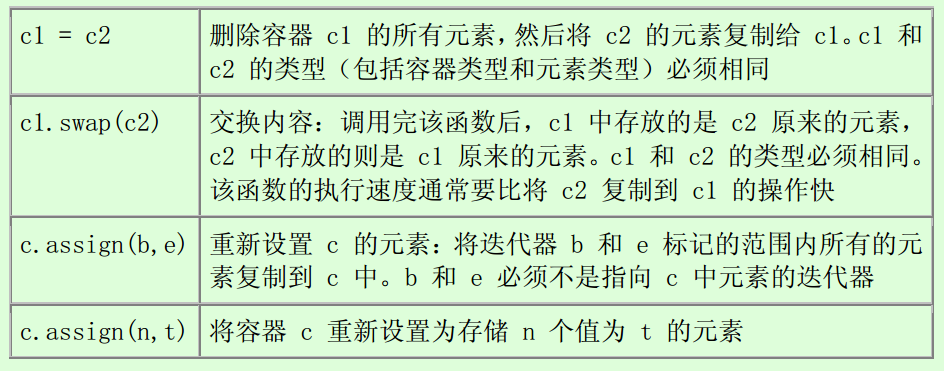 c1 = c2
删除容器 c1 的所有元素，然后将 c2 的元素复制给 c1。c1 和
c2 的类型（包括容器类型和元素类型）必须相同
c1.swap(c2)
交换内容：调用完该函数后，c1 中存放的是 c2 原来的元素，
c2 中存放的则是 c1 原来的元素。c1 和 c2 的类型必须相同。
该函数的执行速度通常要比将 c2 复制到 c1 的操作快
c.assign(b,e)
重新设置 c 的元素：将迭代器 b 和 e 标记的范围内所有的元
素复制到 c 中。b 和 e 必须不是指向 c 中元素的迭代器
c.assign(n,t)
将容器 c 重新设置为存储 n 个值为 t 的元素